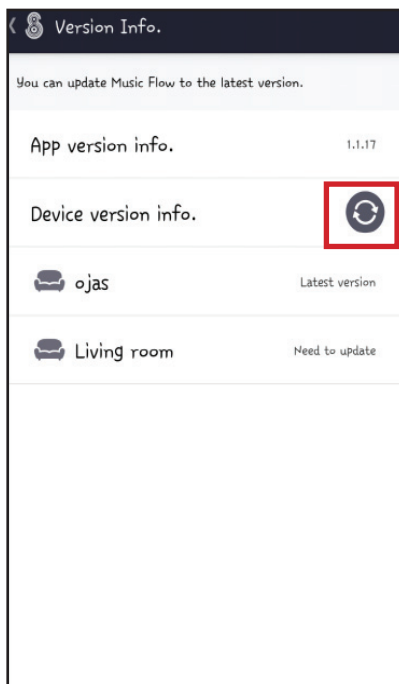 Version Info.
You can update Music Flow to the latest version.
App version info. 1.1.17
Device version info.
ojas Latest version
Living room Need to update